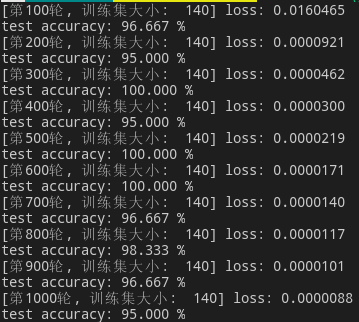 [第100轮, 训练集大小:  140] loss: 0.0160465
test accuracy: 96.667 %
[第200轮, 训练集大小:  140] loss: 0.0000921
test accuracy: 95.000 %
[第300轮, 训练集大小:  140] loss: 0.0000462
test accuracy: 100.000 %
[第400轮, 训练集大小:  140] loss: 0.0000300
test accuracy: 95.000 %
[第500轮, 训练集大小:  140] loss: 0.0000219
test accuracy: 100.000 %
[第600轮, 训练集大小:  140] loss: 0.0000171
test accuracy: 100.000 %
[第700轮, 训练集大小:  140] loss: 0.0000140
test accuracy: 96.667 %
[第800轮, 训练集大小:  140] loss: 0.0000117
test accuracy: 98.333 %
[第900轮, 训练集大小:  140] loss: 0.0000101
test accuracy: 96.667 %
[第1000轮, 训练集大小:  140] loss: 0.0000088
test accuracy: 95.000 %